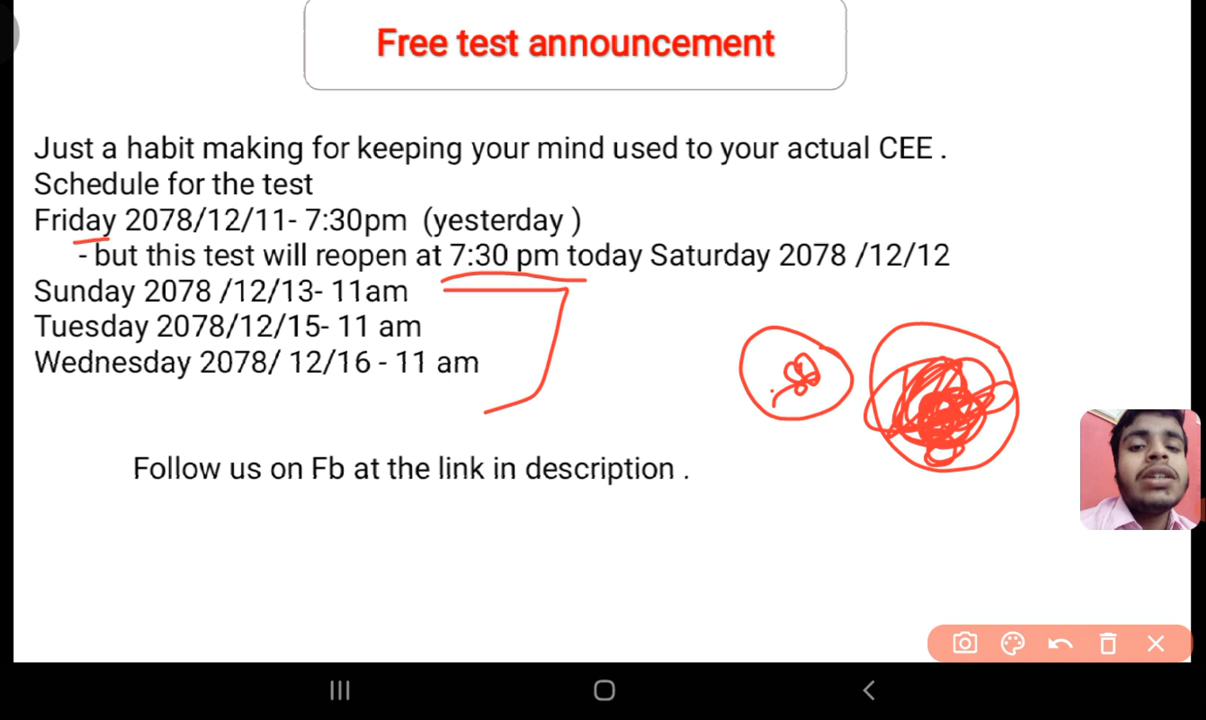 Free test announcement
Just a habit making for keeping your mind used to your actual CEE .
Schedule for the test
Friday 2078/12/11- 7:30pm (yesterday )
- but this test will reopen at 7:30 pm today Saturday 2078 /12/12
Sunday 2078 /12/13- 11am
Tuesday 2078/12/15- 11 am
Wednesday 2078/ 12/16 - 11 am
Follow us on Fb at the link in description .